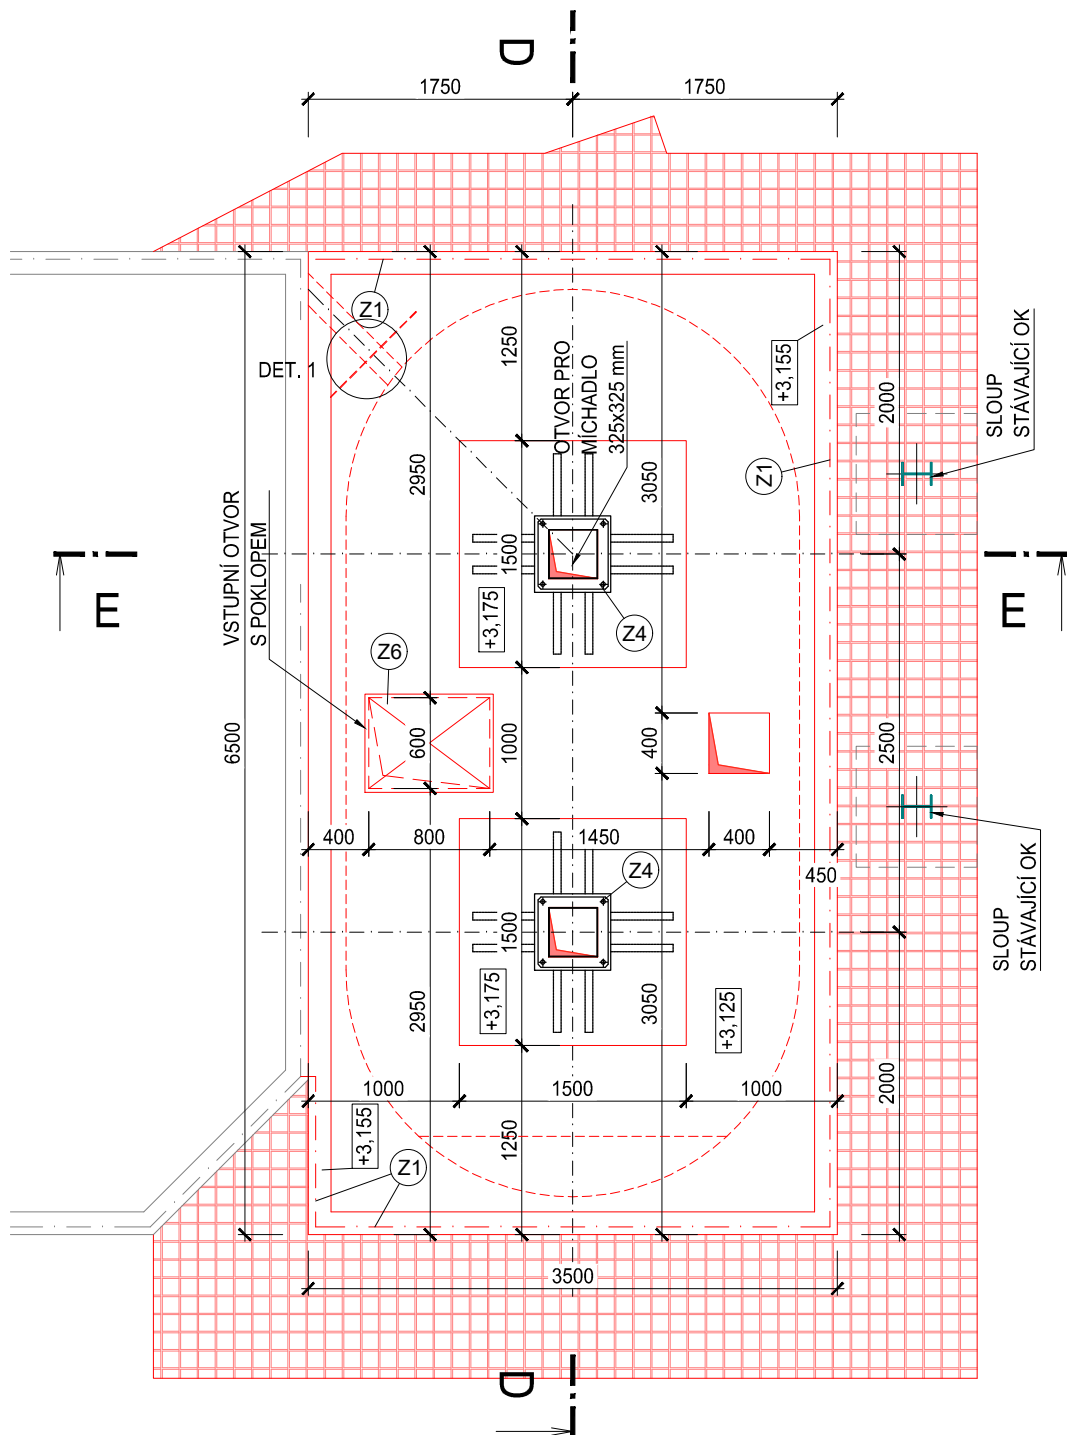 D
1750
1750
Z1
DET. 1
1250
OTVOR PRO
MÍCHADLO
325x325 mm
+3,155
2000
SLOUP
STÁVAJÍCÍ OK
2950
3050
Z1
VSTUPNÍ OTVOR
S POKLOPEM
1500
E
E
+3,175
Z4
Z6
6500
600
1000
400
2500
400
800
1450
400
450
Z4
1500
SLOUP
STÁVAJÍCÍ OK
2950
+3,175
3050
+3,125
1000
1500
1000
2000
+3,155
1250
Z1
3500
D